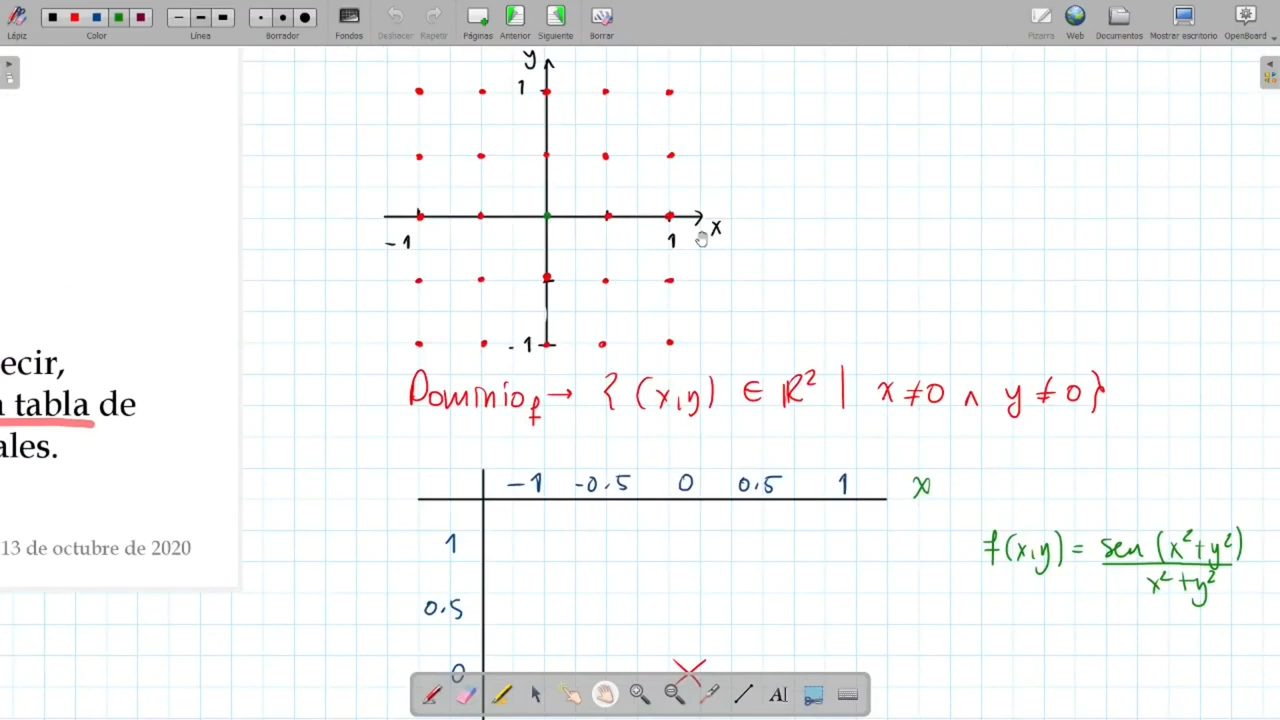 Lápiz
Color
Línea
Borrador
Fondos
Deshacer
Repetir
Páginas
Anterior
Siguiente
Borrar
Pizarra
Web
Documentos
Mostrar escritorio
OpenBoard
y
1
-1
1
x
-1
ecir,
a tabla de
ales.
13 de octubre de 2020
Dominio_f → {(x,y) ∈ ℝ² | x ≠ 0 ∧ y ≠ 0}
-1 -0.5 0 0.5 1 x
1
0.5
0
f(x,y) = sen (x²+y²) / x²+y²
AI